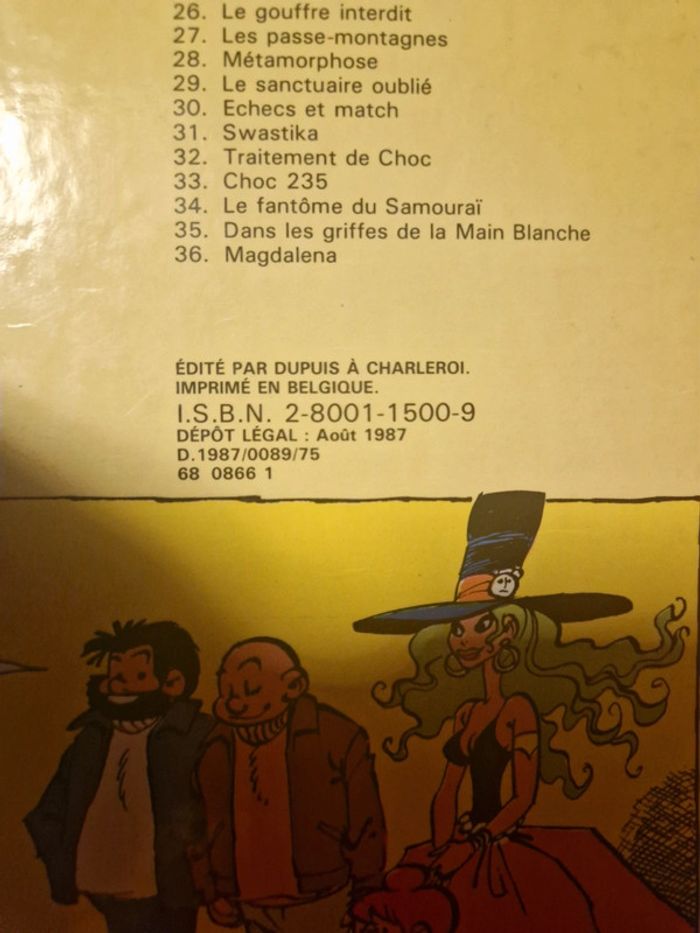 26. Le gouffre interdit
27. Les passe-montagnes
28. Métamorphose
29. Le sanctuaire oublié
30. Echecs et match
31. Swastika
32. Traitement de Choc
33. Choc 235
34. Le fantôme du Samouraï
35. Dans les griffes de la Main Blanche
36. Magdalena
ÉDITÉ PAR DUPUIS À CHARLEROI.
IMPRIMÉ EN BELGIQUE.
I.S.B.N. 2-8001-1500-9
DÉPÔT LÉGAL : Août 1987
D.1987/0089/75
68 0866 1